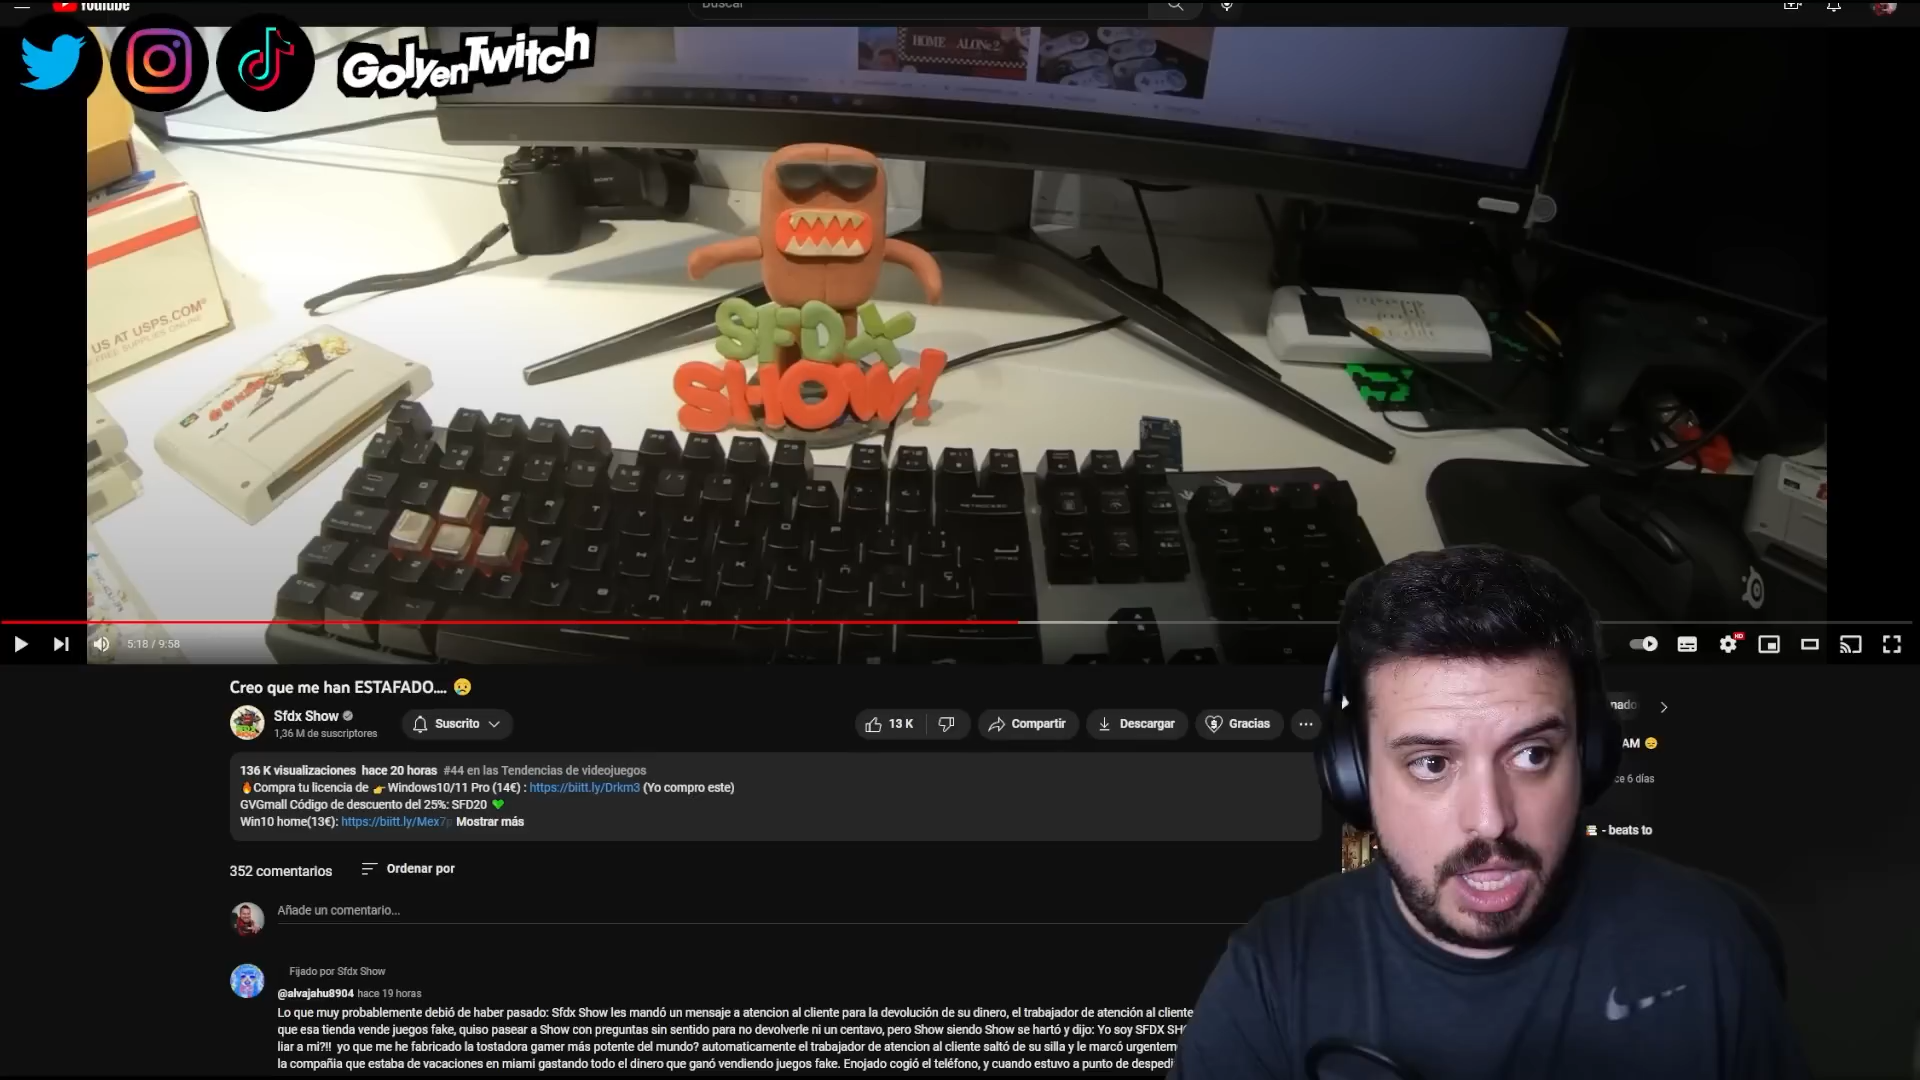 YouTube
Buscar
GolyenTwitch
HOME ALONE 2
US AT USPS.COM®
FREE SUPPLIES ONLINE
SFDX
SHOW!
5:18 / 9:58
HD
Creo que me han ESTAFADO.... 😥
Sfdx Show
1,36 M de suscriptores
Suscrito
13 K
Compartir
Descargar
Gracias
AM 😔
ce 6 días
- beats to
136 K visualizaciones hace 20 horas #44 en las Tendencias de videojuegos
🔥Compra tu licencia de 👉Windows10/11 Pro (14€) : https://biitt.ly/Drkm3 (Yo compro este)
GVGmall Código de descuento del 25%: SFD20 💚
Win10 home(13€): https://biitt.ly/Mex7p Mostrar más
352 comentarios
Ordenar por
Añade un comentario...
Fijado por Sfdx Show
@alvajahu8904 hace 19 horas
Lo que muy probablemente debió de haber pasado: Sfdx Show les mandó un mensaje a atencion al cliente para la devolución de su dinero, el trabajador de atención al cliente
que esa tienda vende juegos fake, quiso pasear a Show con preguntas sin sentido para no devolverle ni un centavo, pero Show siendo Show se hartó y dijo: Yo soy SFDX SHO
liar a mi?!! yo que me he fabricado la tostadora gamer más potente del mundo? automaticamente el trabajador de atencion al cliente saltó de su silla y le marcó urgentem
la compañia que estaba de vacaciones en miami gastando todo el dinero que ganó vendiendo juegos fake. Enojado cogió el teléfono, y cuando estuvo a punto de despedi